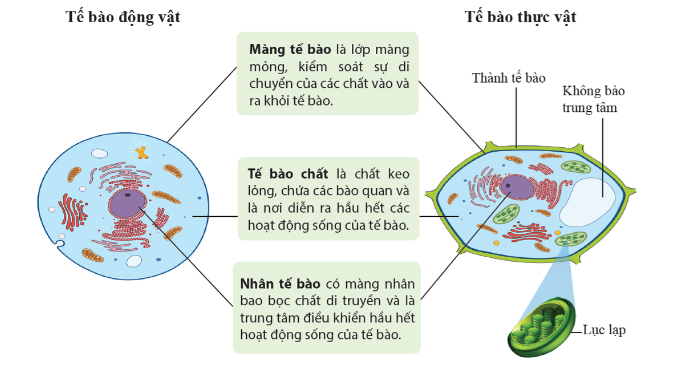 Tế bào động vật
Tế bào thực vật
Màng tế bào là lớp màng
mỏng, kiểm soát sự di
chuyển của các chất vào và
ra khỏi tế bào.
Thành tế bào
Không bào
trung tâm
Tế bào chất là chất keo
lỏng, chứa các bào quan và
là nơi diễn ra hầu hết các
hoạt động sống của tế bào.
Nhân tế bào có màng nhân
bao bọc chất di truyền và là
trung tâm điều khiển hầu hết
hoạt động sống của tế bào.
Lục lạp